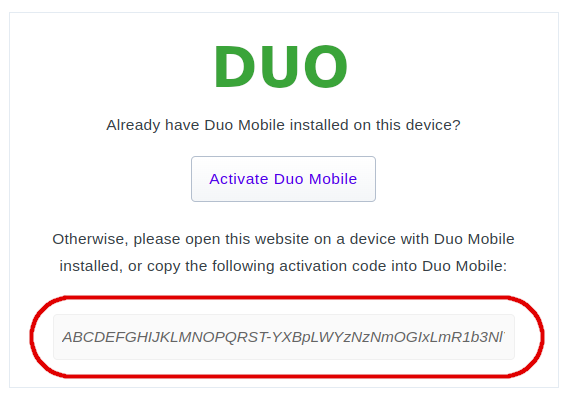 DUO
Already have Duo Mobile installed on this device?
Activate Duo Mobile
Otherwise, please open this website on a device with Duo Mobile
installed, or copy the following activation code into Duo Mobile:
ABCDEFGHIJKLMNOPQRST-YXBpLWYzNzNmOGIxLmR1b3Nl